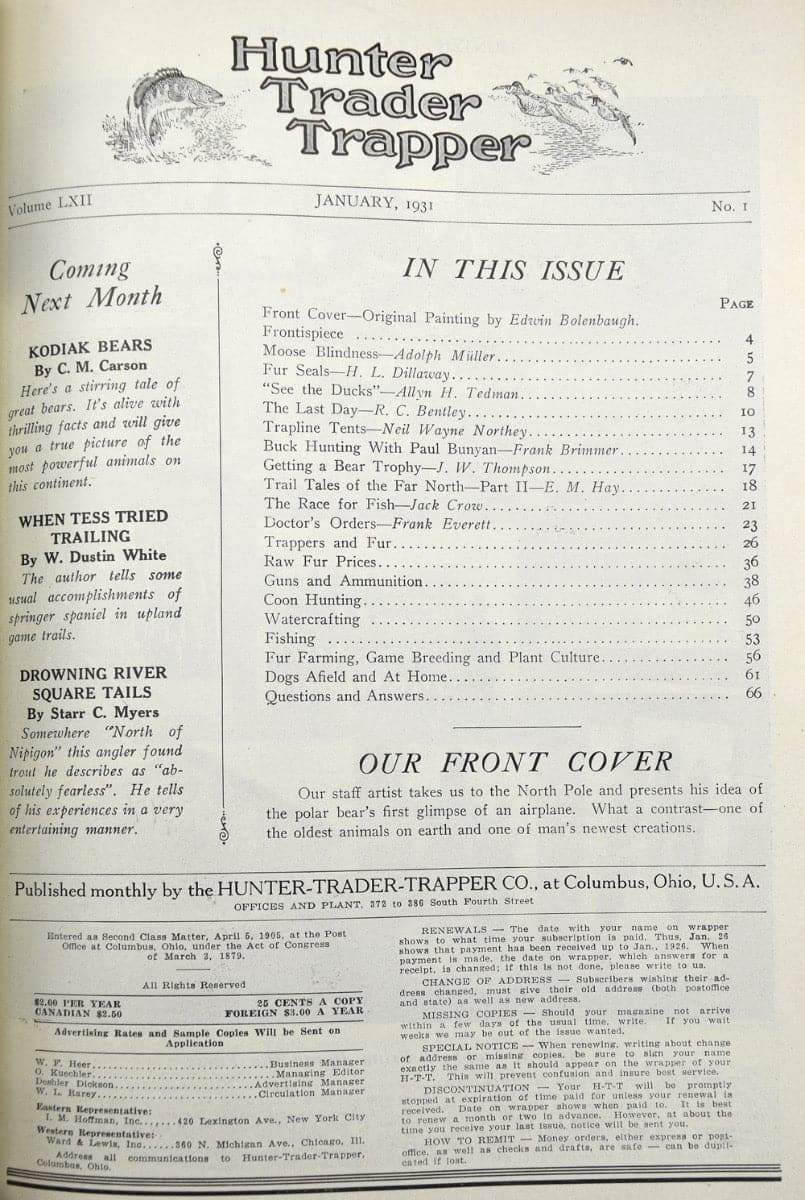 Hunter
Trader
Trapper
Volume LXII
JANUARY, 1931
No. 1
Coming
Next Month
KODIAK BEARS
By C. M. Carson
Here's a stirring tale of
great bears. It's alive with
thrilling facts and will give
you a true picture of the
most powerful animals on
this continent.
WHEN TESS TRIED
TRAILING
By W. Dustin White
The author tells some
usual accomplishments of
springer spaniel in upland
game trails.
DROWNING RIVER
SQUARE TAILS
By Starr C. Myers
Somewhere "North of
Nipigon" this angler found
trout he describes as "ab-
solutely fearless". He tells
of his experiences in a very
entertaining manner.
IN THIS ISSUE
PAGE
Front Cover—Original Painting by Edwin Bolenbaugh.
Frontispiece 4
Moose Blindness—Adolph Müller 5
Fur Seals—H. L. Dillaway 7
"See the Ducks"—Allyn H. Tedman 8
The Last Day—R. C. Bentley 10
Trapline Tents—Neil Wayne Northey 13
Buck Hunting With Paul Bunyan—Frank Brimmer 14
Getting a Bear Trophy—J. W. Thompson 17
Trail Tales of the Far North—Part II—E. M. Hay 18
The Race for Fish—Jack Crow 21
Doctor's Orders—Frank Everett 23
Trappers and Fur 26
Raw Fur Prices 36
Guns and Ammunition 38
Coon Hunting 46
Watercrafting 50
Fishing 53
Fur Farming, Game Breeding and Plant Culture 56
Dogs Afield and At Home 61
Questions and Answers 66
OUR FRONT COVER
Our staff artist takes us to the North Pole and presents his idea of
the polar bear's first glimpse of an airplane. What a contrast—one of
the oldest animals on earth and one of man's newest creations.
Published monthly by the HUNTER-TRADER-TRAPPER CO., at Columbus, Ohio, U. S. A.
OFFICES AND PLANT, 372 to 386 South Fourth Street
Entered as Second Class Matter, April 5, 1905, at the Post
Office at Columbus, Ohio, under the Act of Congress
of March 3, 1879.
All Rights Reserved
$2.00 PER YEAR 25 CENTS A COPY
CANADIAN $2.50 FOREIGN $3.00 A YEAR
Advertising Rates and Sample Copies Will be Sent on
Application
W. F. Heer Business Manager
O. Kuechler Managing Editor
Deshler Dickson Advertising Manager
W. L. Rarey Circulation Manager
Eastern Representative:
I. M. Hoffman, Inc. 420 Lexington Ave., New York City
Western Representative:
Ward & Lewis, Inc. 360 N. Michigan Ave., Chicago, Ill.
Address all communications to Hunter-Trader-Trapper,
Columbus, Ohio.
RENEWALS — The date with your name on wrapper
shows to what time your subscription is paid. Thus, Jan. 26
shows that payment has been received up to Jan., 1926. When
payment is made, the date on wrapper, which answers for a
receipt, is changed; if this is not done, please write to us.
CHANGE OF ADDRESS — Subscribers wishing their ad-
dress changed, must give their old address (both postoffice
and state) as well as new address.
MISSING COPIES — Should your magazine not arrive
within a few days of the usual time, write. If you wait
weeks we may be out of the issue wanted.
SPECIAL NOTICE — When renewing, writing about change
of address or missing copies, be sure to sign your name
exactly the same as it should appear on the wrapper of your
H-T-T. This will prevent confusion and insure best service.
DISCONTINUATION — Your H-T-T will be promptly
stopped at expiration of time paid for unless your renewal is
received. Date on wrapper shows when paid to. It is best
to renew a month or two in advance. However, at about the
time you receive your last issue, notice will be sent you.
HOW TO REMIT — Money orders, either express or post-
office, as well as checks and drafts, are safe — can be dupli-
cated if lost.